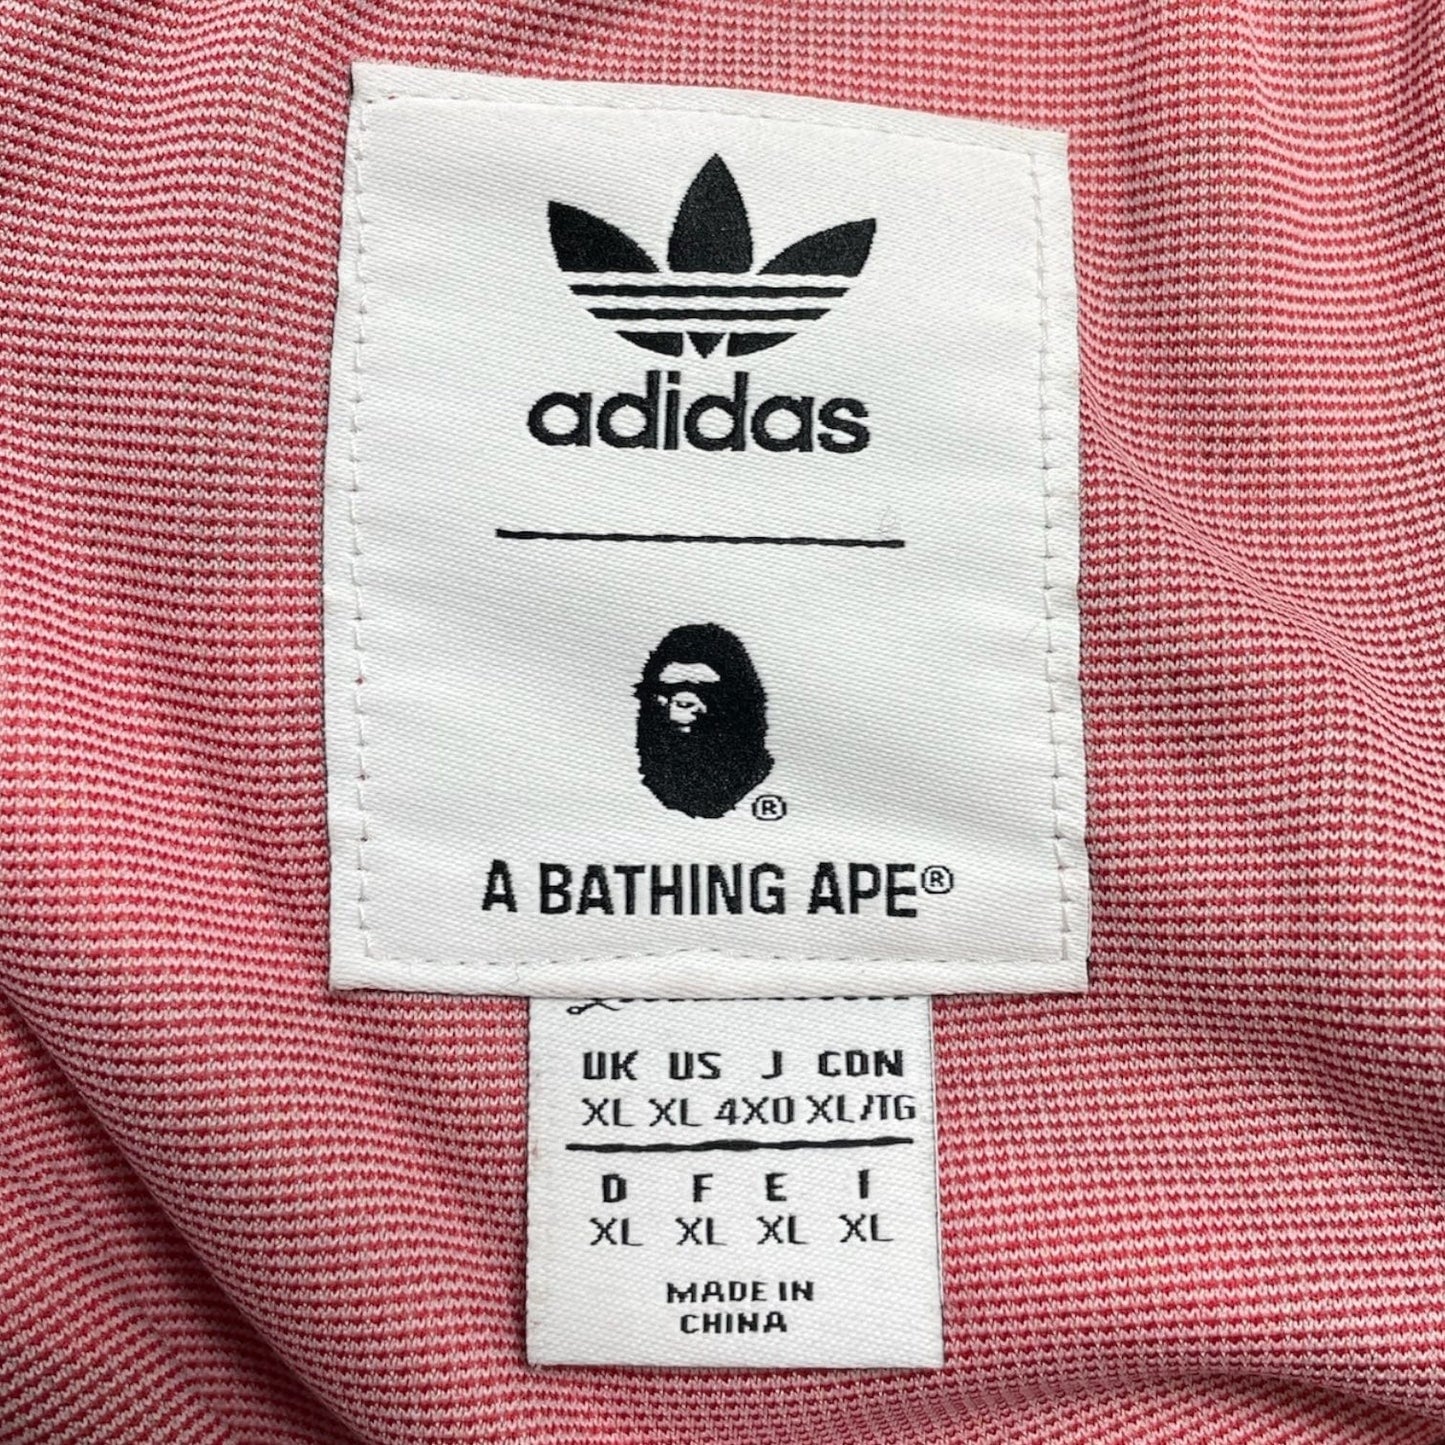 adidas
®
A BATHING APE®
UK US J CDN
XL XL 4XO XL/TG
D F E I
XL XL XL XL
MADE IN
CHINA